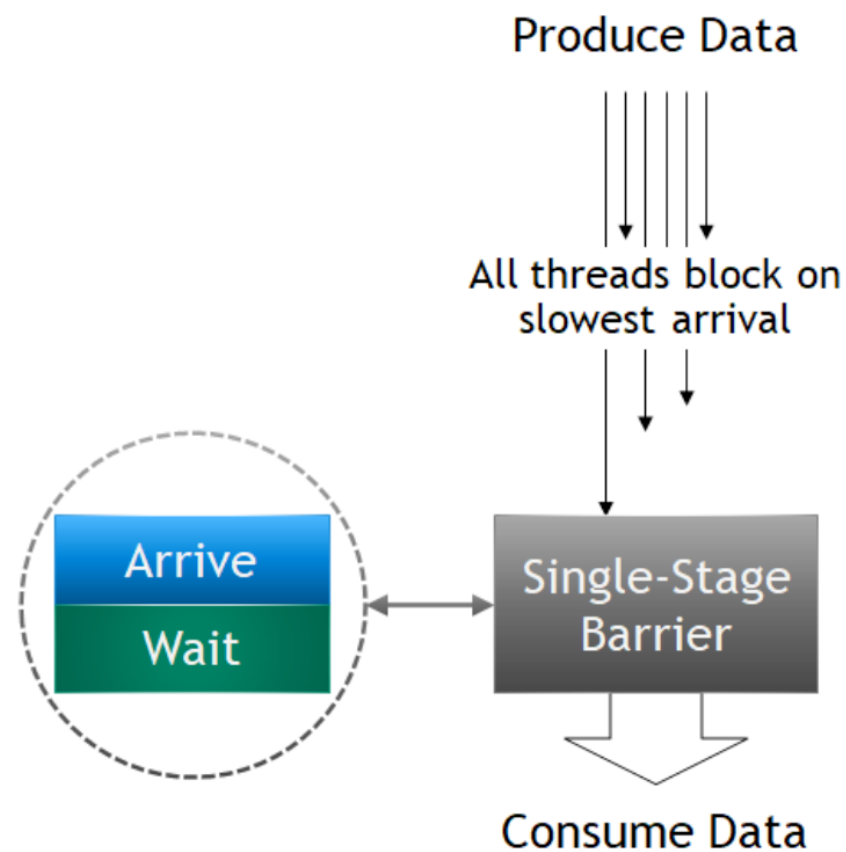 Produce Data
All threads block on
slowest arrival
Arrive
Wait
Single-Stage
Barrier
Consume Data